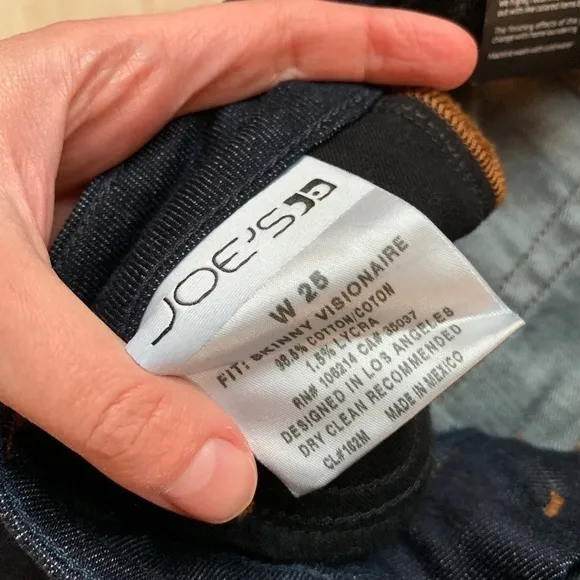 JOE'S
W 25
FIT: SKINNY VISIONAIRE
98.5% COTTON/COTON
1.5% LYCRA
RN# 106214 CA# 35037
DESIGNED IN LOS ANGELES
DRY CLEAN RECOMMENDED
CL#162M MADE IN MEXICO